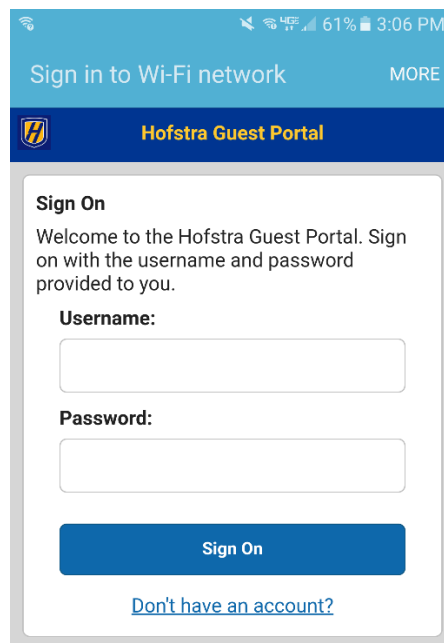 4GE 61% 3:06 PM
Sign in to Wi-Fi network MORE
H Hofstra Guest Portal
Sign On
Welcome to the Hofstra Guest Portal. Sign
on with the username and password
provided to you.
Username:
Password:
Sign On
Don't have an account?